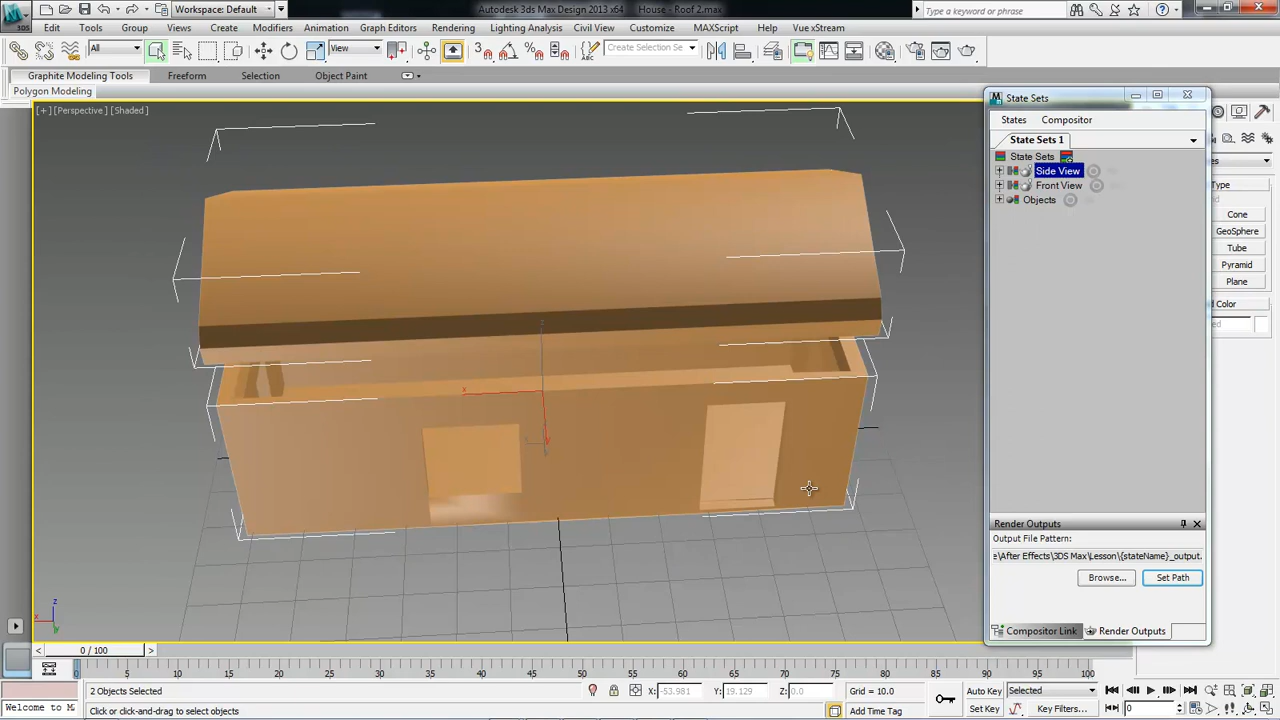 Workspace: Default
Autodesk 3ds Max Design 2013 x64
House - Roof 2.max
Type a keyword or phrase
Edit Tools Group Views Create Modifiers Animation Graph Editors Rendering Lighting Analysis Civil View Customize MAXScript Help Vue xStream
All
View
Create Selection Se
Graphite Modeling Tools Freeform Selection Object Paint
Polygon Modeling
[+] [Perspective] [Shaded]
State Sets
States Compositor
State Sets 1
State Sets
Side View
Front View
Objects
Type
Cone
GeoSphere
Tube
Pyramid
Plane
Color
Render Outputs
Output File Pattern:
e\After Effects\3DS Max\Lesson\{stateName}_output.
Browse...
Set Path
Compositor Link
Render Outputs
z
x
z
x
y
0 / 100
5 10 15 20 25 30 35 40 45 50 55 60 65 70 75 80 85 90 95 100
2 Objects Selected
X: -53.981
Y: 19.129
Z: 0.0
Grid = 10.0
Auto Key
Selected
Welcome to M
Click or click-and-drag to select objects
Add Time Tag
Set Key
Key Filters...
0